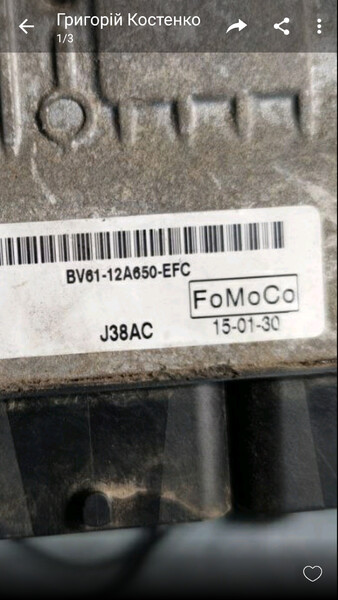 Григорій Костенко
1/3
BV61-12A650-EFC
FoMoCo
J38AC
15-01-30